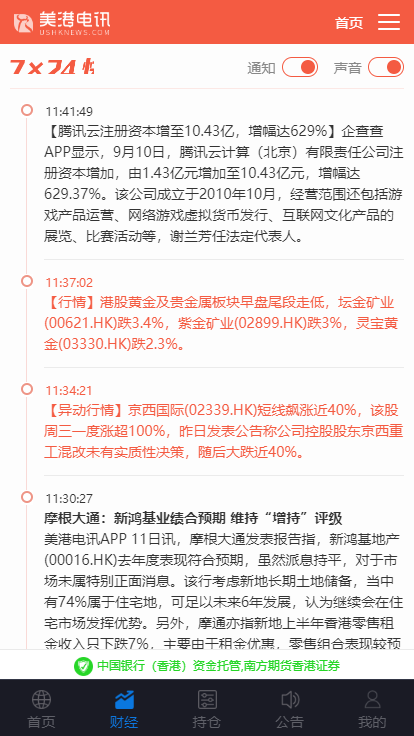 美港电讯
USHKNEWS.COM
首页
7×24
通知
声音
11:41:49
【腾讯云注册资本增至10.43亿，增幅达629%】企查查
APP显示，9月10日，腾讯云计算（北京）有限责任公司注
册资本增加，由1.43亿元增加至10.43亿元，增幅达
629.37%。该公司成立于2010年10月，经营范围还包括游
戏产品运营、网络游戏虚拟货币发行、互联网文化产品的
展览、比赛活动等，谢兰芳任法定代表人。
11:37:02
【行情】港股黄金及贵金属板块早盘尾段走低，坛金矿业
(00621.HK)跌3.4%，紫金矿业(02899.HK)跌3%，灵宝黄
金(03330.HK)跌2.3%。
11:34:21
【异动行情】京西国际(02339.HK)短线飙涨近40%，该股
周三一度涨超100%，昨日发表公告称公司控股股东京西重
工混改未有实质性决策，随后大跌近40%。
11:30:27
摩根大通：新鸿基业绩合预期 维持“增持”评级
美港电讯APP 11日讯，摩根大通发表报告指，新鸿基地产
(00016.HK)去年度表现符合预期，虽然派息持平，对于市
场未属特别正面消息。该行考虑新地长期土地储备，当中
有74%属于住宅地，可足以未来6年发展，认为继续会在住
宅市场发挥优势。另外，摩通亦指新地上半年香港零售租
金收入只下跌7%，主要由于租金优惠，零售组合表现较预
中国银行（香港）资金托管,南方期货香港证券
首页
财经
持仓
公告
我的